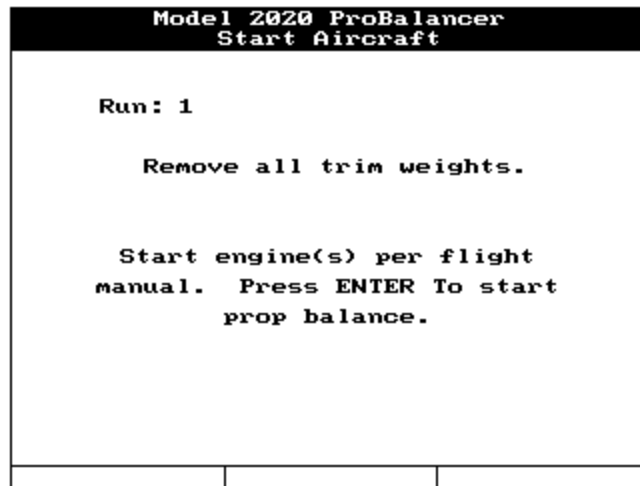 Model 2020 ProBalancer
Start Aircraft
Run: 1
Remove all trim weights.
Start engine(s) per flight
manual. Press ENTER To start
prop balance.